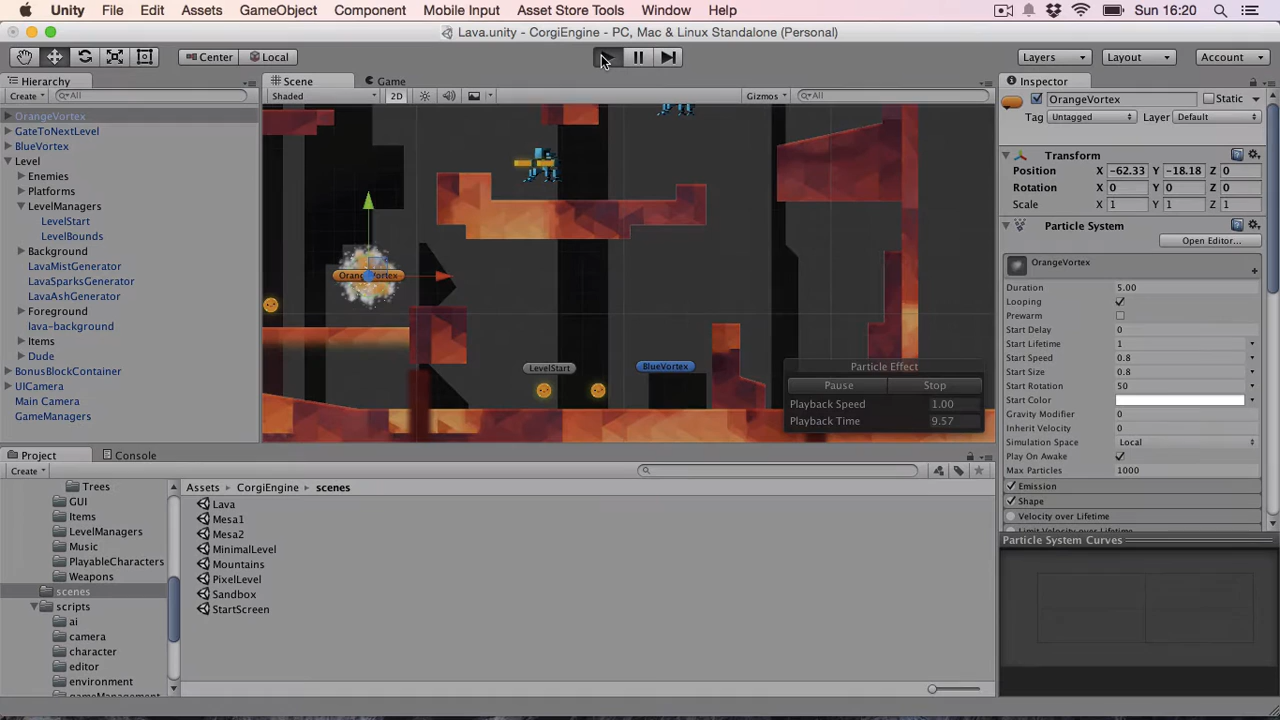 Unity File Edit Assets GameObject Component Mobile Input Asset Store Tools Window Help Sun 16:20
Lava.unity - CorgiEngine - PC, Mac & Linux Standalone (Personal)
Center Local Layers Layout Account
Hierarchy Scene Game Inspector
Create All Shaded 2D Gizmos All
OrangeVortex
GateToNextLevel
BlueVortex
Level
Enemies
Platforms
LevelManagers
LevelStart
LevelBounds
Background
LavaMistGenerator
LavaSparksGenerator
LavaAshGenerator
Foreground
lava-background
Items
Dude
BonusBlockContainer
UICamera
Main Camera
GameManagers
OrangeVortex
LevelStart
BlueVortex
Particle Effect
Pause Stop
Playback Speed 1.00
Playback Time 9.57
OrangeVortex Static
Tag Untagged Layer Default
Transform
Position X -62.33 Y -18.18 Z 0
Rotation X 0 Y 0 Z 0
Scale X 1 Y 1 Z 1
Particle System
Open Editor...
OrangeVortex
Duration 5.00
Looping
Prewarm
Start Delay 0
Start Lifetime 1
Start Speed 0.8
Start Size 0.8
Start Rotation 50
Start Color
Gravity Modifier 0
Inherit Velocity 0
Simulation Space Local
Play On Awake
Max Particles 1000
Emission
Shape
Velocity over Lifetime
Limit Velocity over Lifetime
Particle System Curves
Project Console
Create
Trees
GUI
Items
LevelManagers
Music
PlayableCharacters
Weapons
scenes
scripts
ai
camera
character
editor
environment
gameManagement
Assets CorgiEngine scenes
Lava
Mesa1
Mesa2
MinimalLevel
Mountains
PixelLevel
Sandbox
StartScreen